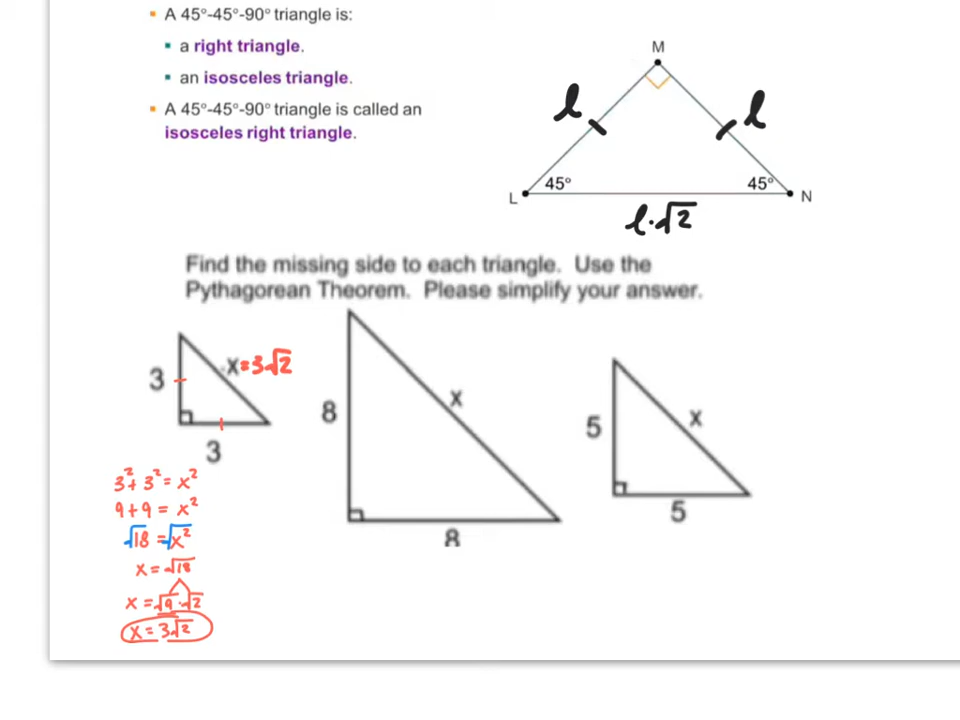 A 45°-45°-90° triangle is:
a right triangle.
an isosceles triangle.
A 45°-45°-90° triangle is called an
isosceles right triangle.
M
l
l
45°
45°
L
N
l·√2
Find the missing side to each triangle. Use the
Pythagorean Theorem. Please simplify your answer.
3
x=3√2
3
8
x
8
5
x
5
3²+3²=x²
9+9=x²
√18=√x²
x=√18
x=√9·√2
x=3√2